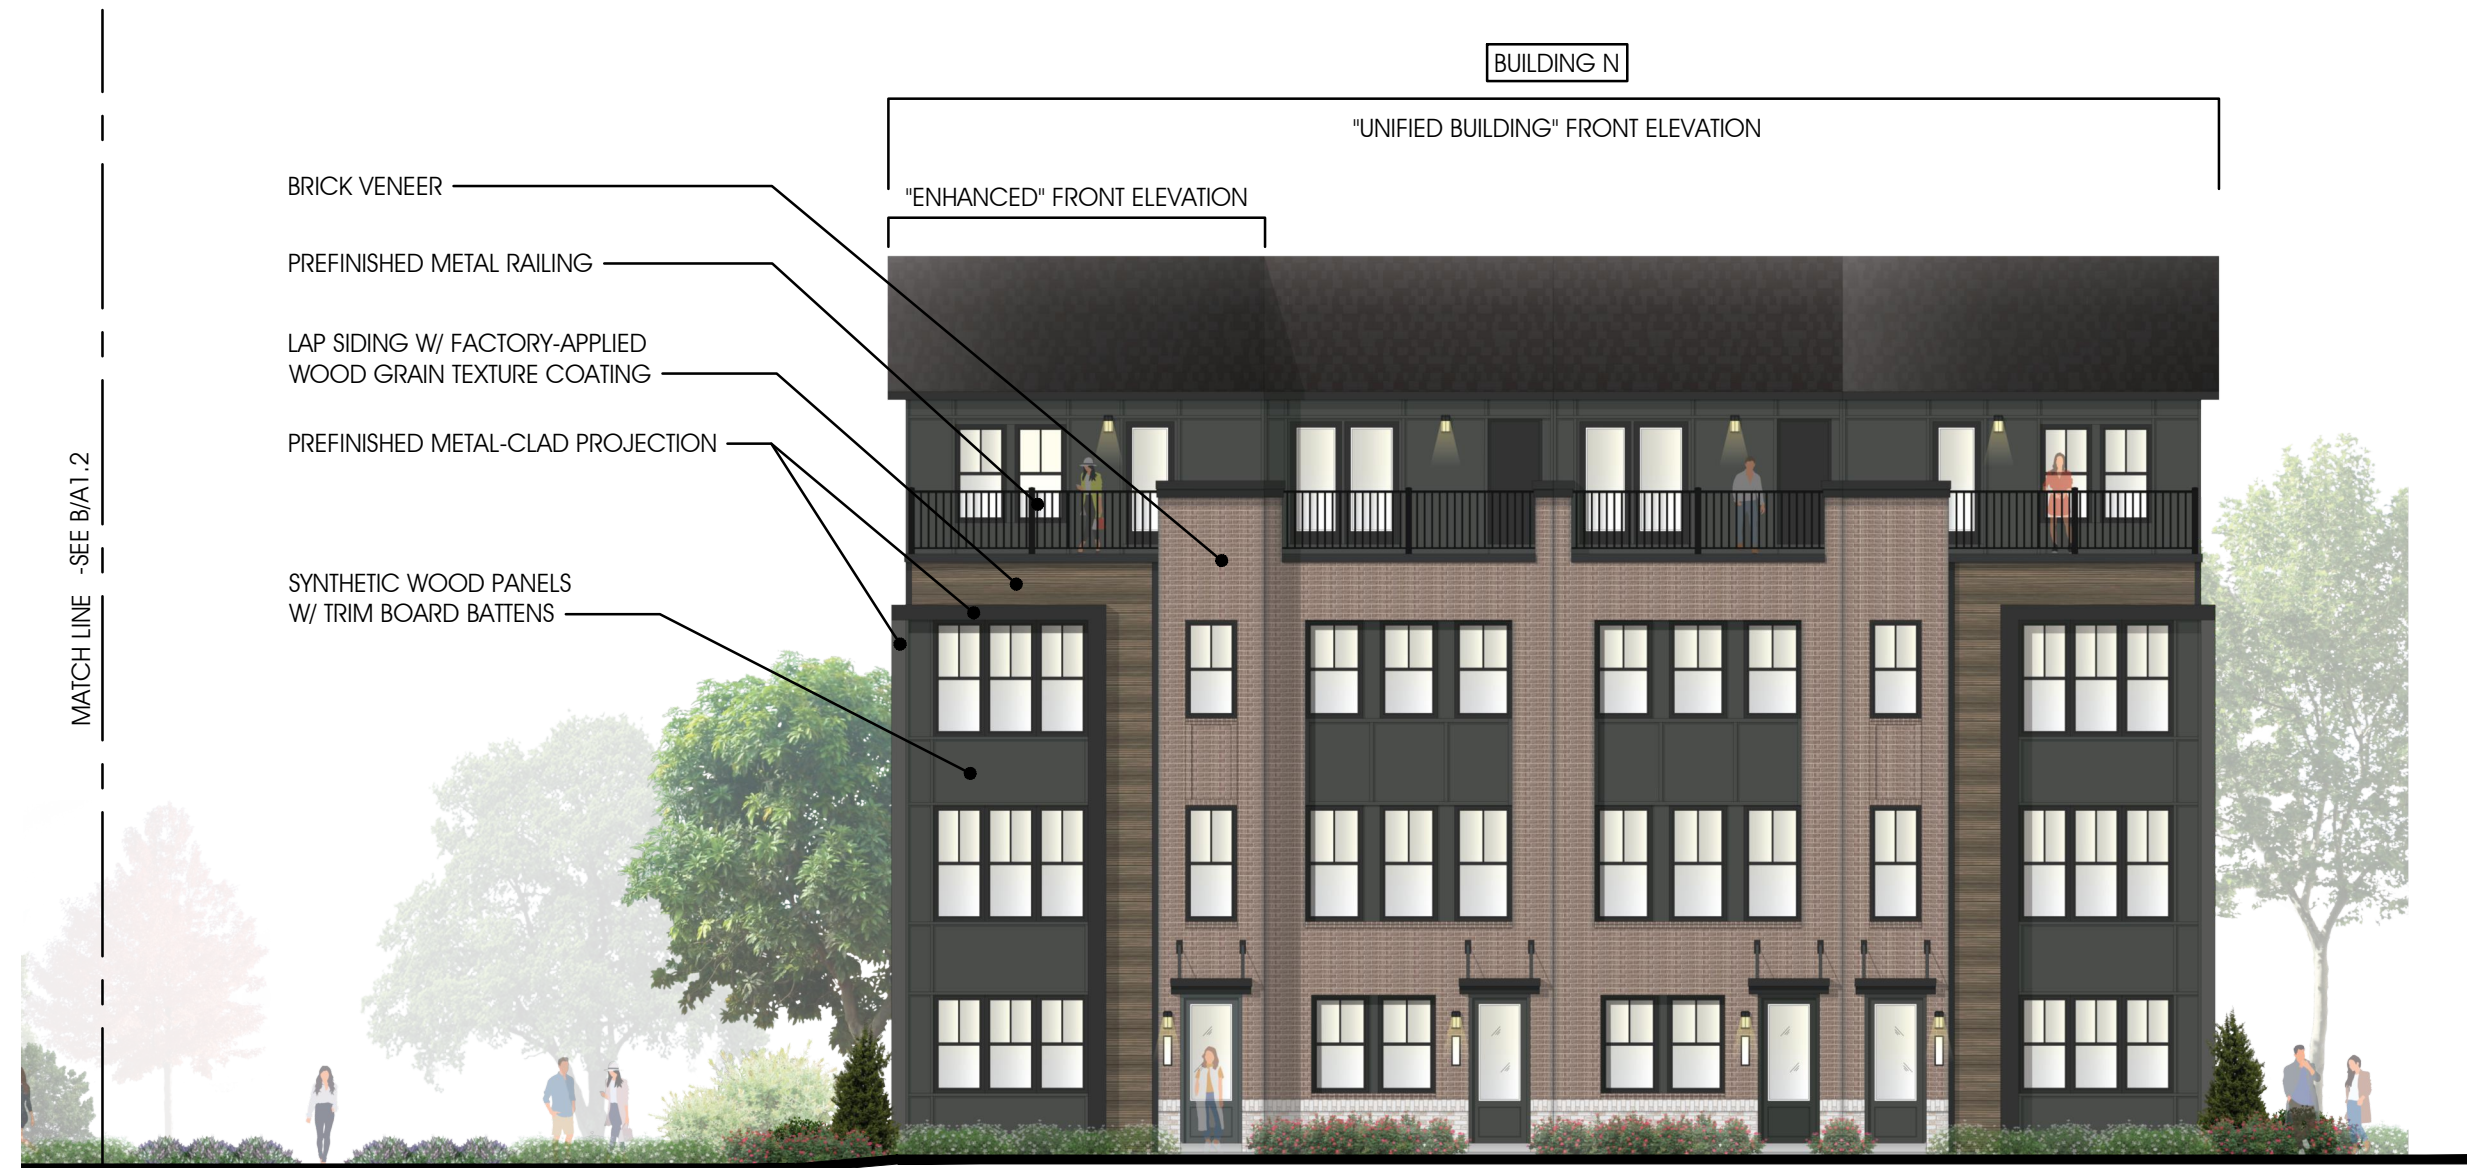 BUILDING N
"UNIFIED BUILDING" FRONT ELEVATION
"ENHANCED" FRONT ELEVATION
BRICK VENEER
PREFINISHED METAL RAILING
LAP SIDING W/ FACTORY-APPLIED
WOOD GRAIN TEXTURE COATING
PREFINISHED METAL-CLAD PROJECTION
SYNTHETIC WOOD PANELS
W/ TRIM BOARD BATTENS
MATCH LINE -SEE B/A1.2